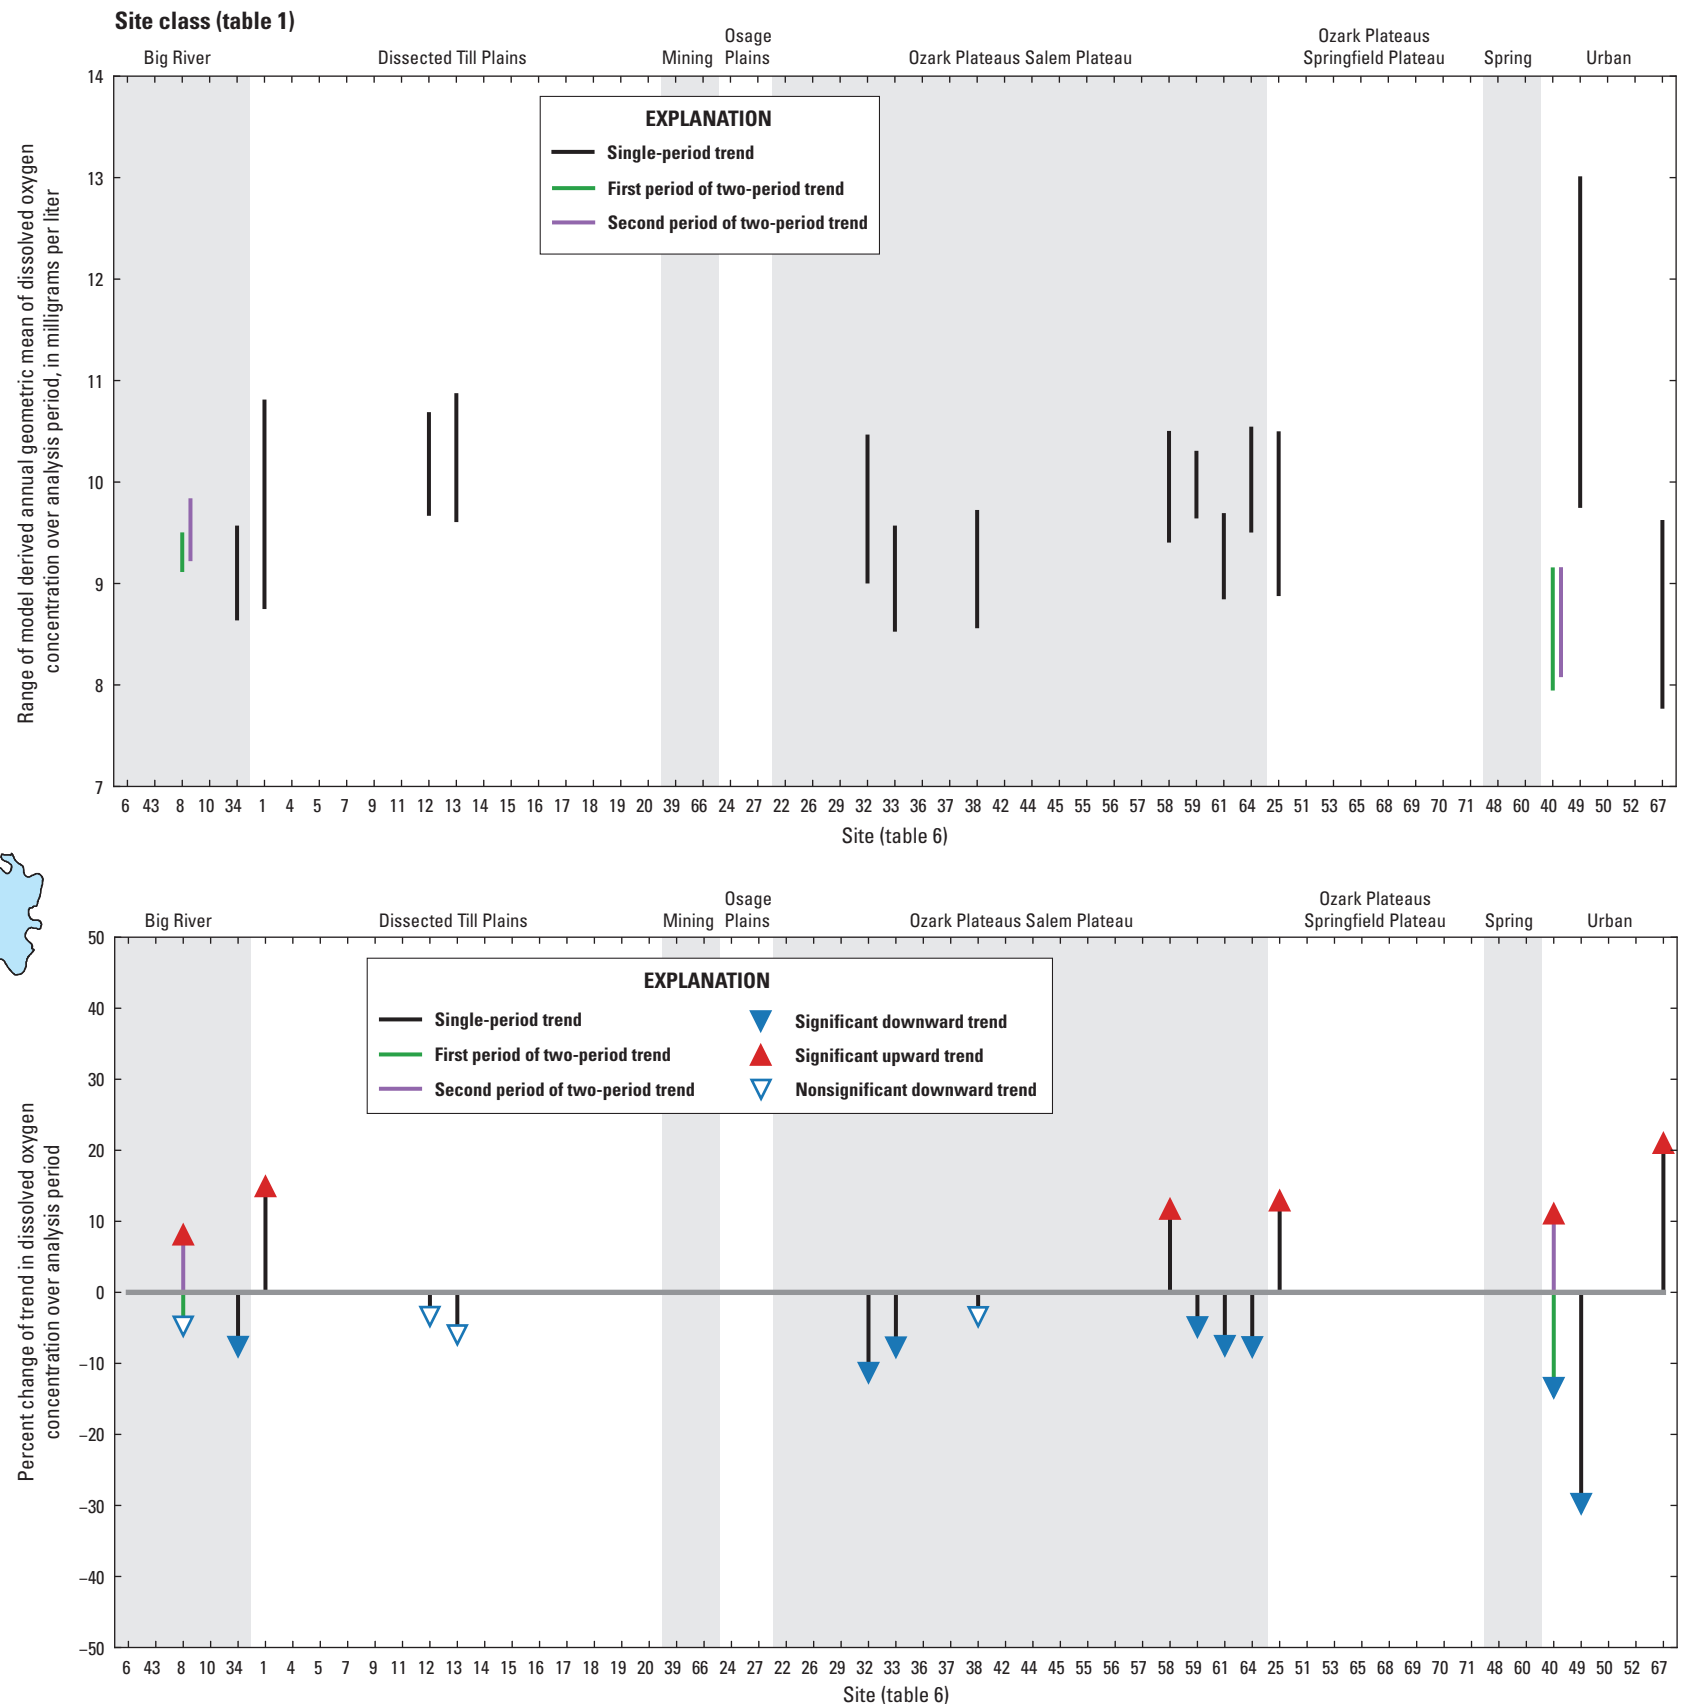 Site class (table 1)
Big River
Dissected Till Plains
Mining
Osage
Plains
Ozark Plateaus Salem Plateau
Ozark Plateaus
Springfield Plateau
Spring
Urban
Range of model derived annual geometric mean of dissolved oxygen
concentration over analysis period, in milligrams per liter
14
13
12
11
10
9
8
7
EXPLANATION
Single-period trend
First period of two-period trend
Second period of two-period trend
6 43 8 10 34 1 4 5 7 9 11 12 13 14 15 16 17 18 19 20 39 66 24 27 22 26 29 32 33 36 37 38 42 44 45 55 56 57 58 59 61 64 25 51 53 65 68 69 70 71 48 60 40 49 50 52 67
Site (table 6)
Big River
Dissected Till Plains
Mining
Osage
Plains
Ozark Plateaus Salem Plateau
Ozark Plateaus
Springfield Plateau
Spring
Urban
Percent change of trend in dissolved oxygen
concentration over analysis period
50
40
30
20
10
0
–10
–20
–30
–40
–50
EXPLANATION
Single-period trend
First period of two-period trend
Second period of two-period trend
Significant downward trend
Significant upward trend
Nonsignificant downward trend
6 43 8 10 34 1 4 5 7 9 11 12 13 14 15 16 17 18 19 20 39 66 24 27 22 26 29 32 33 36 37 38 42 44 45 55 56 57 58 59 61 64 25 51 53 65 68 69 70 71 48 60 40 49 50 52 67
Site (table 6)